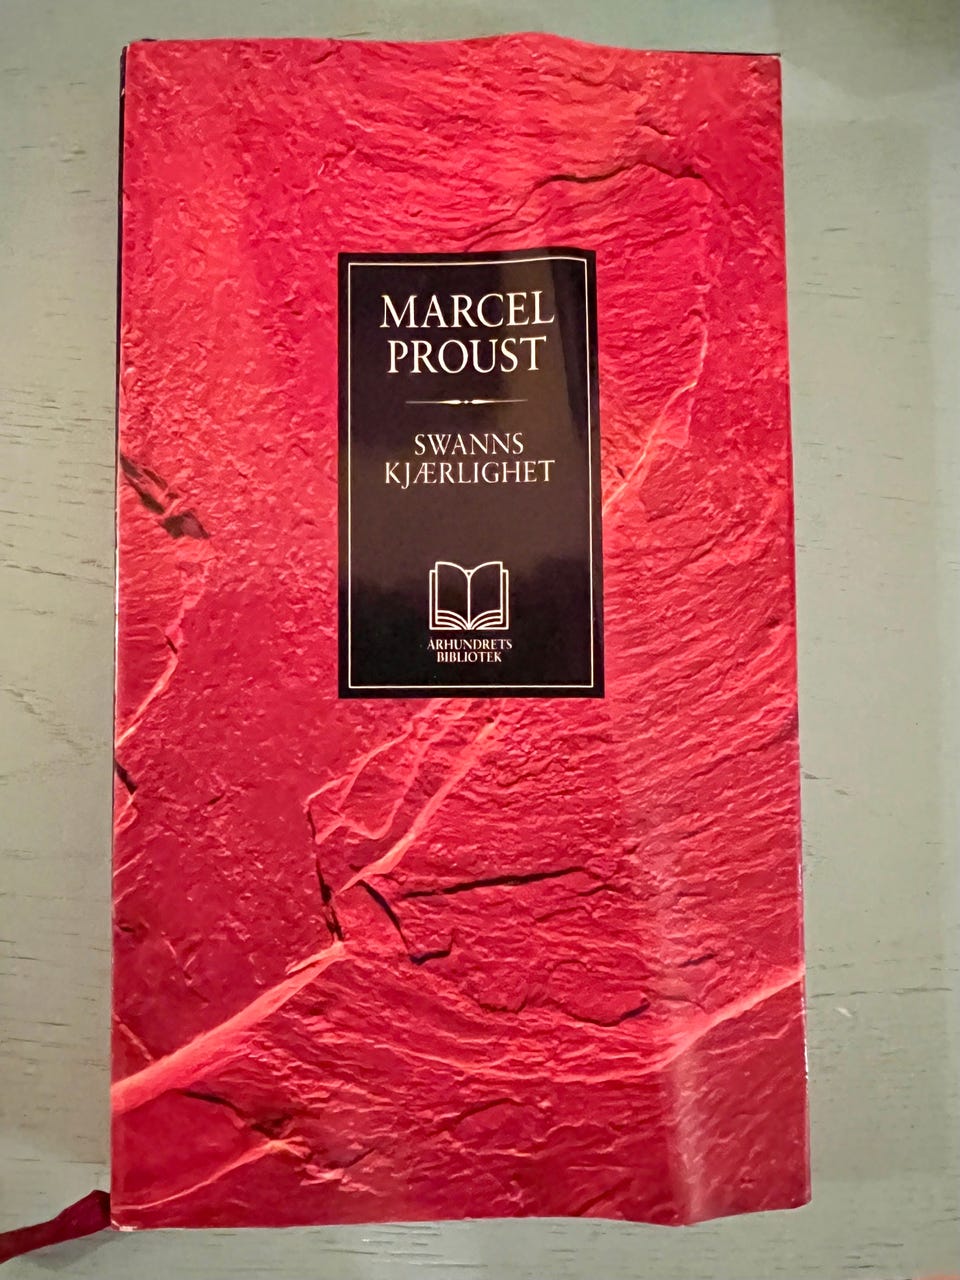 MARCEL
PROUST
SWANNS
KJÆRLIGHET
ÅRHUNDRETS
BIBLIOTEK